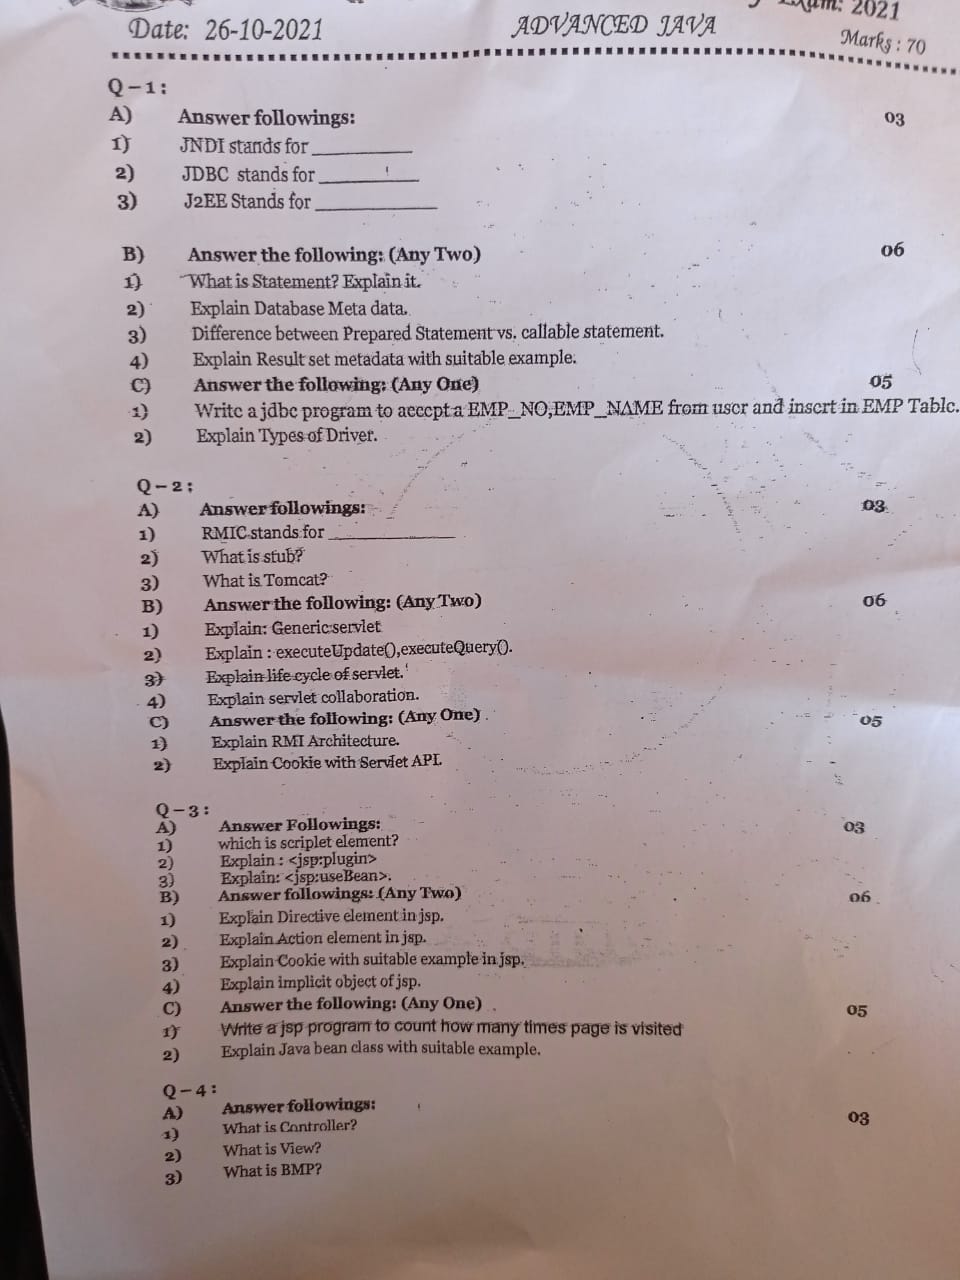 Exam: 2021
Date: 26-10-2021 ADVANCED JAVA Marks : 70
Q-1:
A) Answer followings: 03
1) JNDI stands for ____________
2) JDBC stands for ____________
3) J2EE Stands for ____________
B) Answer the following: (Any Two) 06
1) What is Statement? Explain it.
2) Explain Database Meta data.
3) Difference between Prepared Statement vs. callable statement.
4) Explain Result set metadata with suitable example.
C) Answer the following: (Any One) 05
1) Write a jdbc program to accept a EMP_NO,EMP_NAME from user and insert in EMP Table.
2) Explain Types of Driver.
Q-2:
A) Answer followings: 03
1) RMIC stands for ____________
2) What is stub?
3) What is Tomcat?
B) Answer the following: (Any Two) 06
1) Explain: Generic servlet
2) Explain : executeUpdate(),executeQuery().
3) Explain life cycle of servlet.
4) Explain servlet collaboration.
C) Answer the following: (Any One) 05
1) Explain RMI Architecture.
2) Explain Cookie with Servlet API.
Q-3:
A) Answer Followings: 03
1) which is scriplet element?
2) Explain : <jsp:plugin>
3) Explain: <jsp:useBean>.
B) Answer followings: (Any Two) 06
1) Explain Directive element in jsp.
2) Explain Action element in jsp.
3) Explain Cookie with suitable example in jsp.
4) Explain implicit object of jsp.
C) Answer the following: (Any One) 05
1) Write a jsp program to count how many times page is visited
2) Explain Java bean class with suitable example.
Q-4:
A) Answer followings: 03
1) What is Controller?
2) What is View?
3) What is BMP?